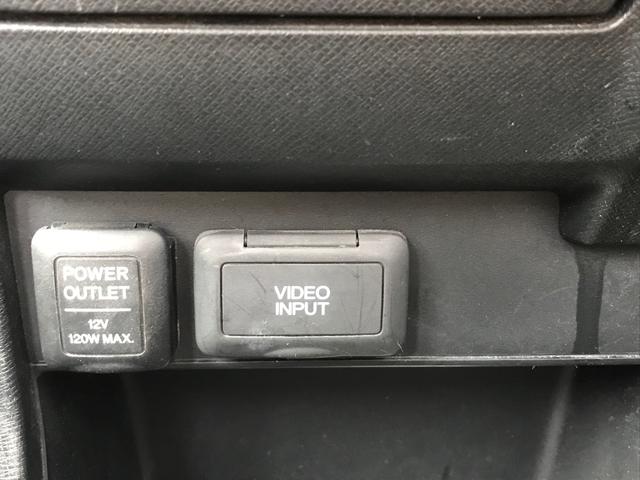 POWER
OUTLET
12V
120W MAX.
VIDEO
INPUT